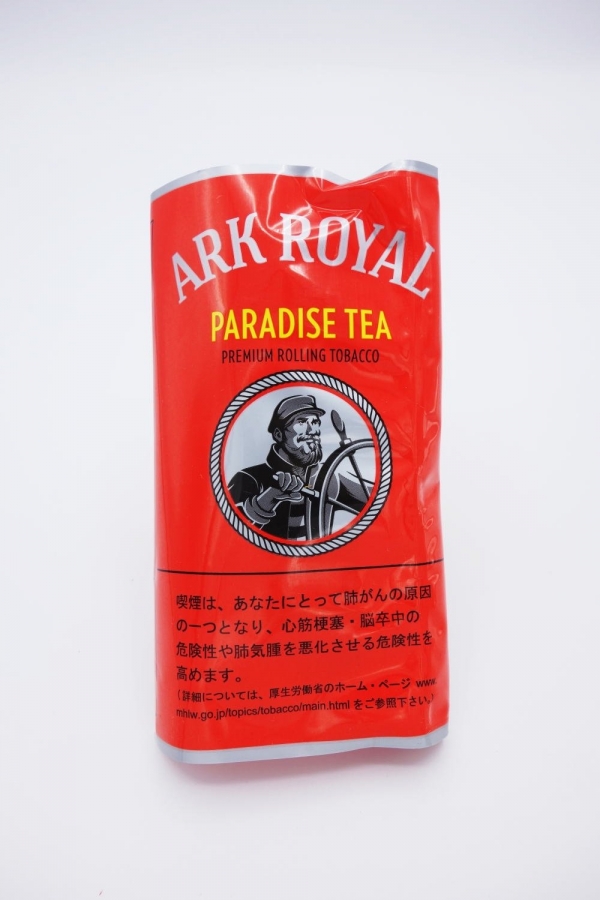 ARK ROYAL
PARADISE TEA
PREMIUM ROLLING TOBACCO
喫煙は、あなたにとって肺がんの原因
の一つとなり、心筋梗塞・脳卒中の
危険性や肺気腫を悪化させる危険性を
高めます。
（詳細については、厚生労働省のホーム・ページ www.
mhlw.go.jp/topics/tobacco/main.html をご参照下さい。）